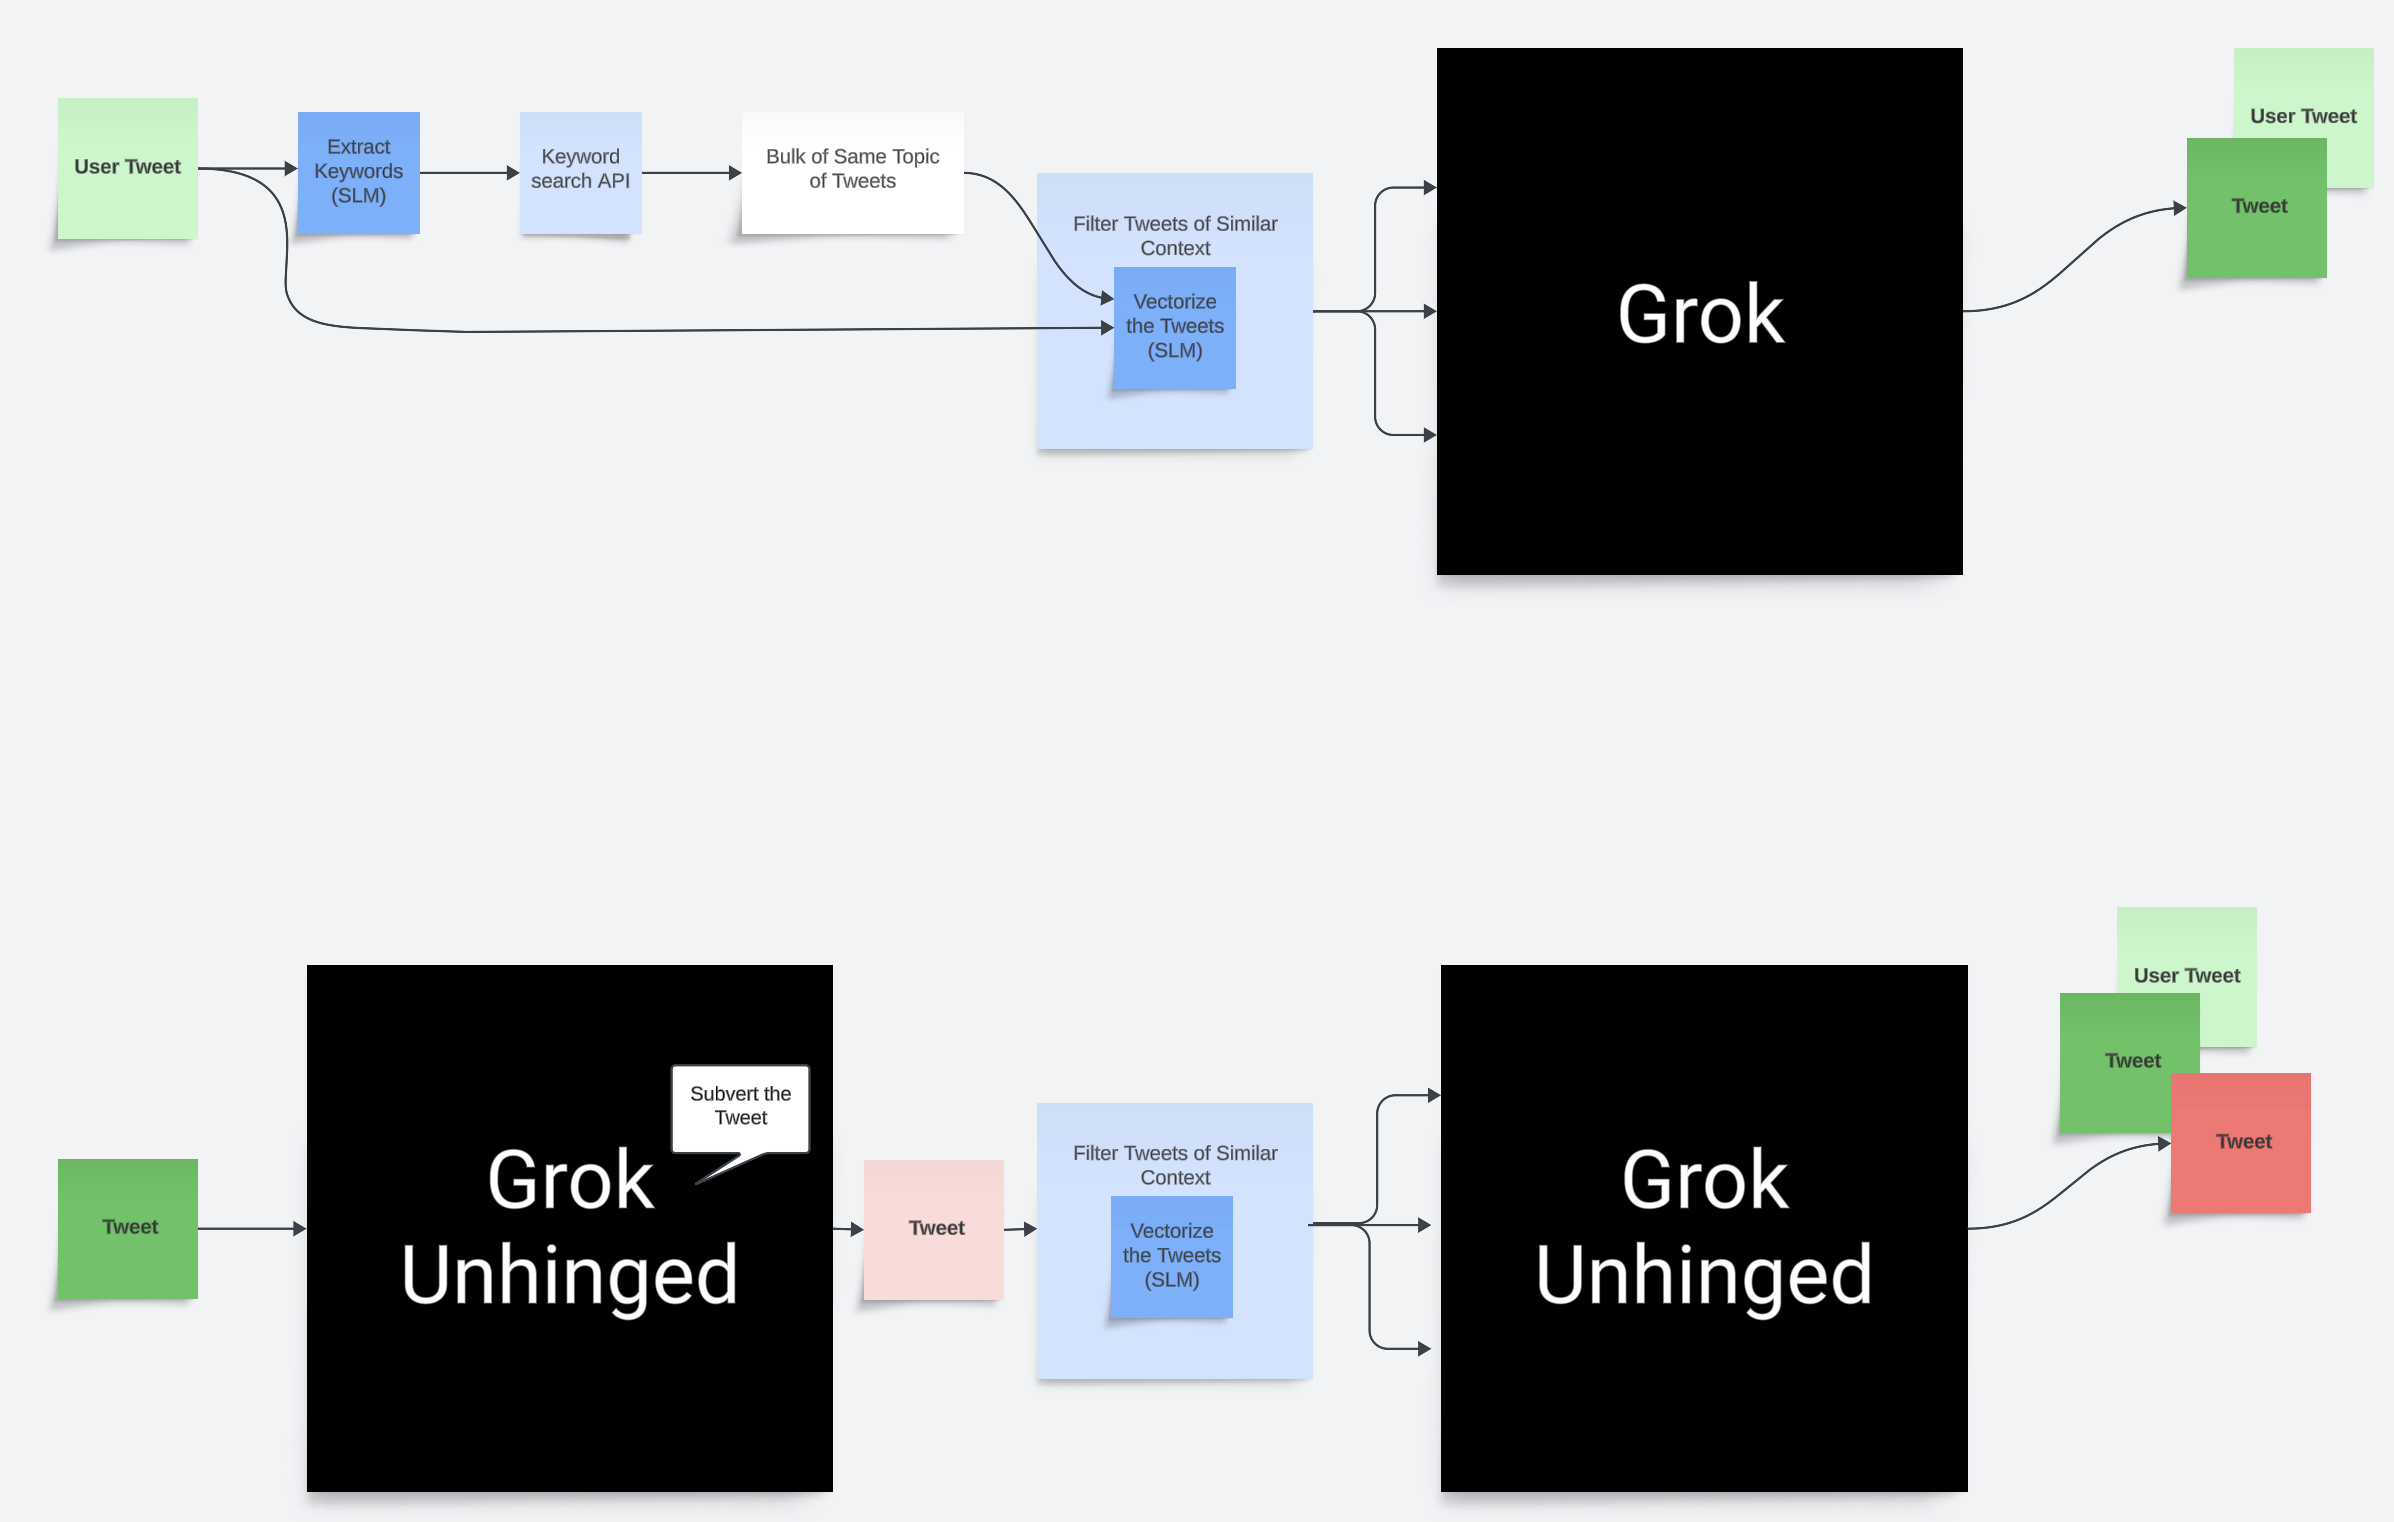 User Tweet
Extract
Keywords
(SLM)
Keyword
search API
Bulk of Same Topic
of Tweets
Filter Tweets of Similar
Context
Vectorize
the Tweets
(SLM)
Grok
User Tweet
Tweet
Tweet
Grok
Unhinged
Subvert the
Tweet
Tweet
Filter Tweets of Similar
Context
Vectorize
the Tweets
(SLM)
Grok
Unhinged
User Tweet
Tweet
Tweet